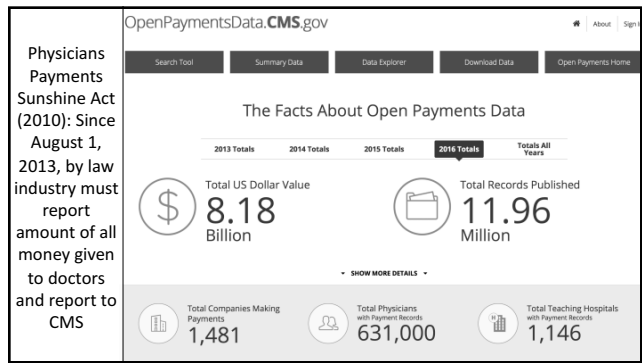 Physicians
Payments
Sunshine Act
(2010): Since
August 1,
2013, by law
industry must
report
amount of all
money given
to doctors
and report to
CMS
OpenPaymentsData.CMS.gov
About Sign I
Search Tool Summary Data Data Explorer Download Data Open Payments Home
The Facts About Open Payments Data
2013 Totals 2014 Totals 2015 Totals 2016 Totals Totals All
Years
Total US Dollar Value
8.18
Billion
Total Records Published
11.96
Million
SHOW MORE DETAILS
Total Companies Making
Payments
1,481
Total Physicians
with Payment Records
631,000
H
Total Teaching Hospitals
with Payment Records
1,146